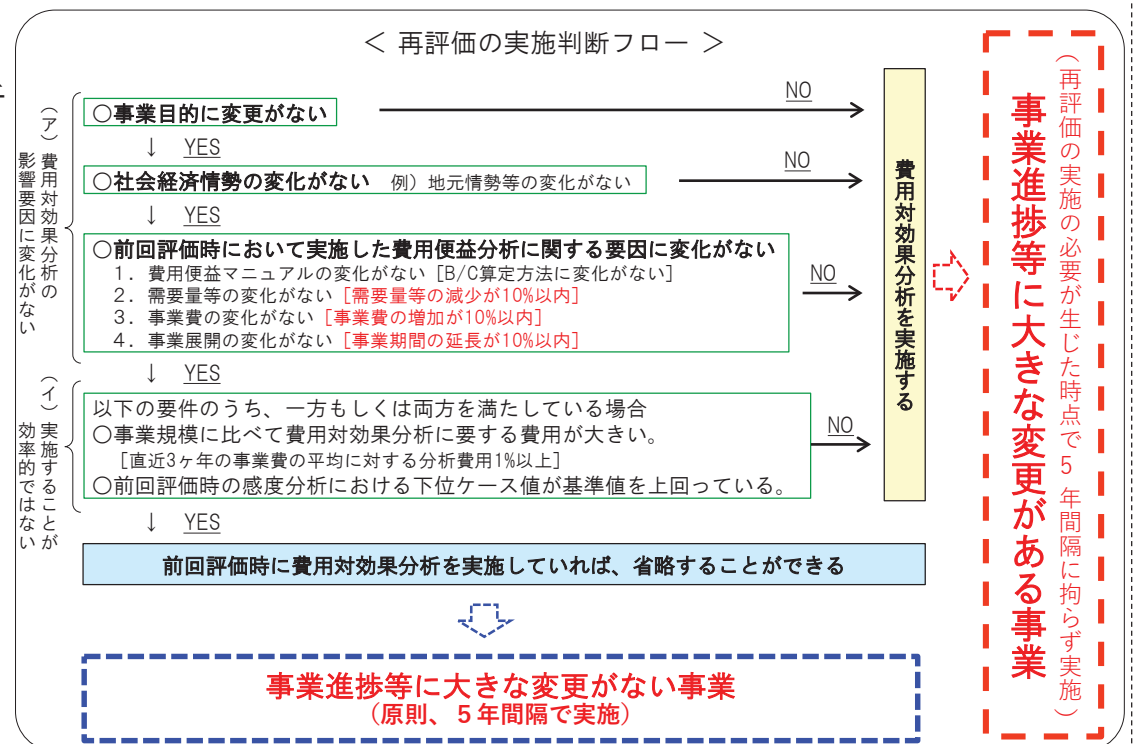 ＜ 再評価の実施判断フロー ＞
（ア）費用対効果分析の
影響要因に変化がない
○事業目的に変更がない
NO
↓ YES
○社会経済情勢の変化がない 例）地元情勢等の変化がない
NO
↓ YES
○前回評価時において実施した費用便益分析に関する要因に変化がない
１．費用便益マニュアルの変化がない［B/C算定方法に変化がない］
２．需要量等の変化がない［需要量等の減少が10%以内］
３．事業費の変化がない［事業費の増加が10%以内］
４．事業展開の変化がない［事業期間の延長が10%以内］
NO
↓ YES
（イ）実施することが
効率的ではない
以下の要件のうち、一方もしくは両方を満たしている場合
○事業規模に比べて費用対効果分析に要する費用が大きい。
［直近3ヶ年の事業費の平均に対する分析費用1%以上］
○前回評価時の感度分析における下位ケース値が基準値を上回っている。
NO
↓ YES
前回評価時に費用対効果分析を実施していれば、省略することができる
費用対効果分析を実施する
事業進捗等に大きな変更がない事業
（原則、５年間隔で実施）
（再評価の実施の必要が生じた時点で5 年間隔に拘らず実施）
事業進捗等に大きな変更がある事業